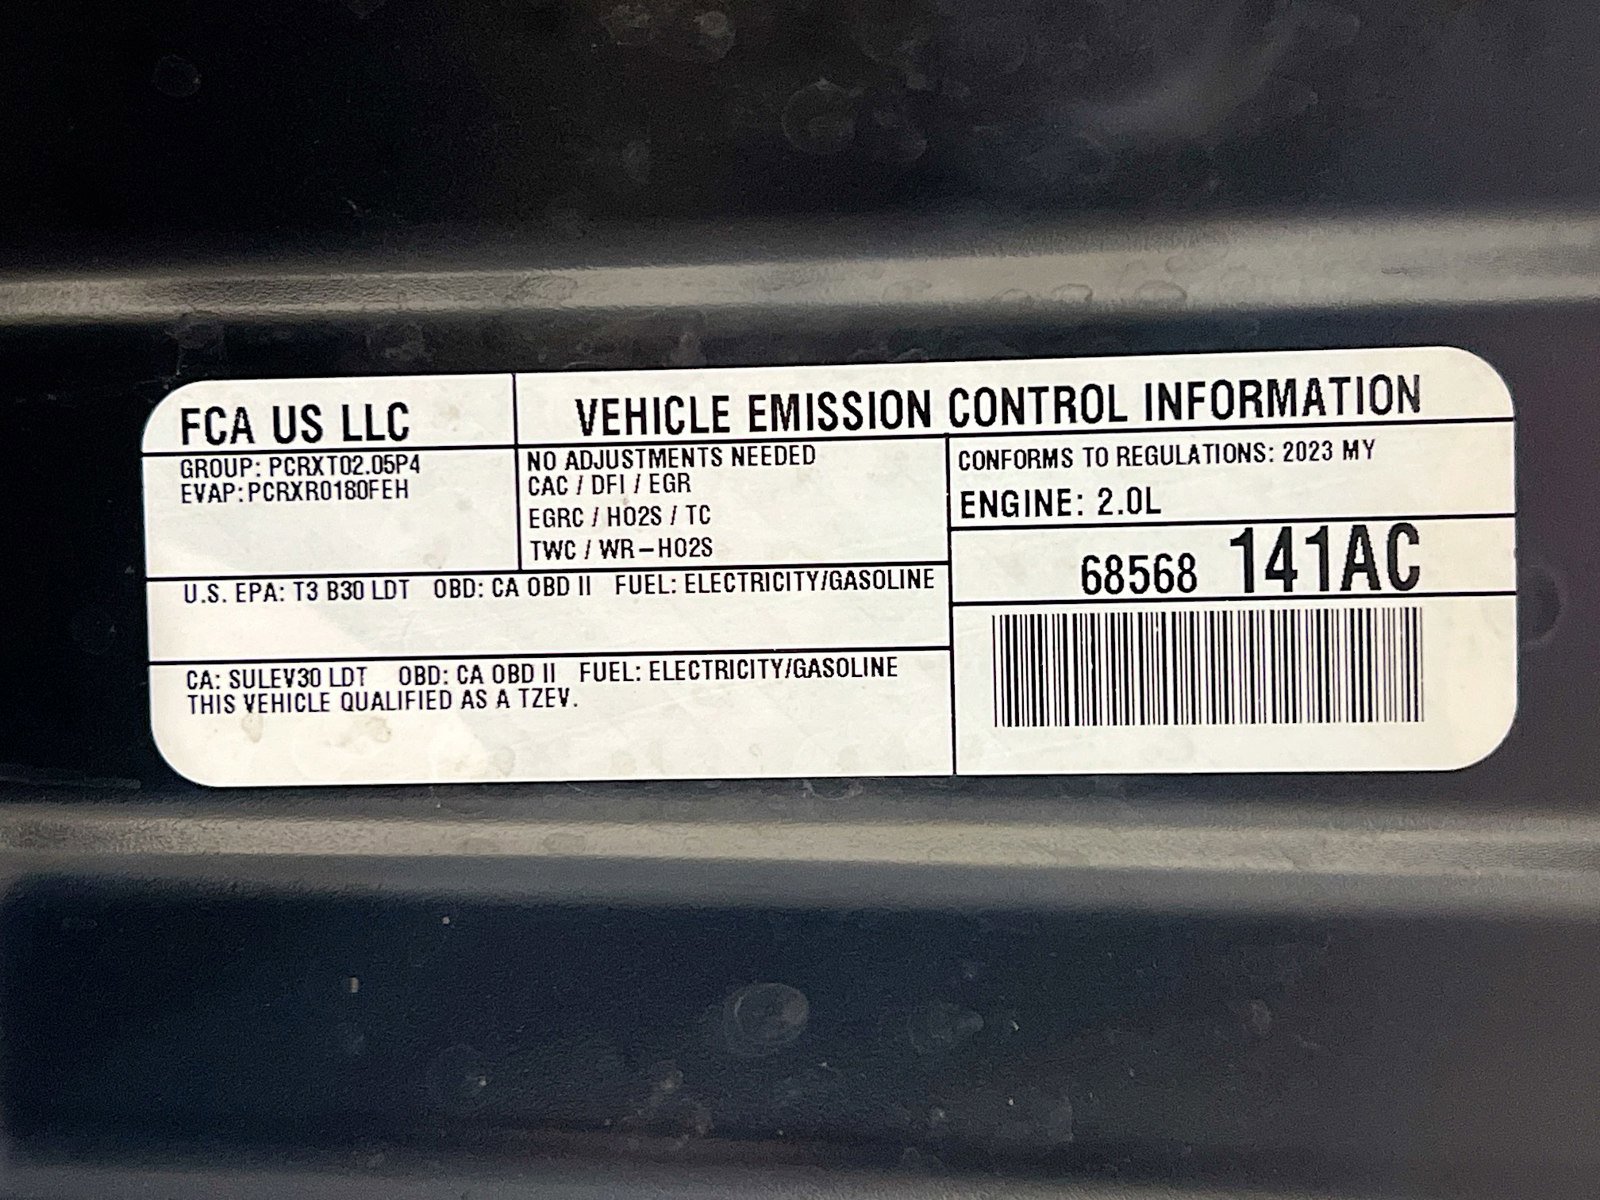 FCA US LLC
VEHICLE EMISSION CONTROL INFORMATION
GROUP: PCRXT02.05P4
EVAP: PCRXR0180FEH
NO ADJUSTMENTS NEEDED
CAC / DFI / EGR
EGRC / HO2S / TC
TWC / WR-HO2S
CONFORMS TO REGULATIONS: 2023 MY
ENGINE: 2.0L
68568 141AC
U.S. EPA: T3 B30 LDT OBD: CA OBD II FUEL: ELECTRICITY/GASOLINE
CA: SULEV30 LDT OBD: CA OBD II FUEL: ELECTRICITY/GASOLINE
THIS VEHICLE QUALIFIED AS A TZEV.